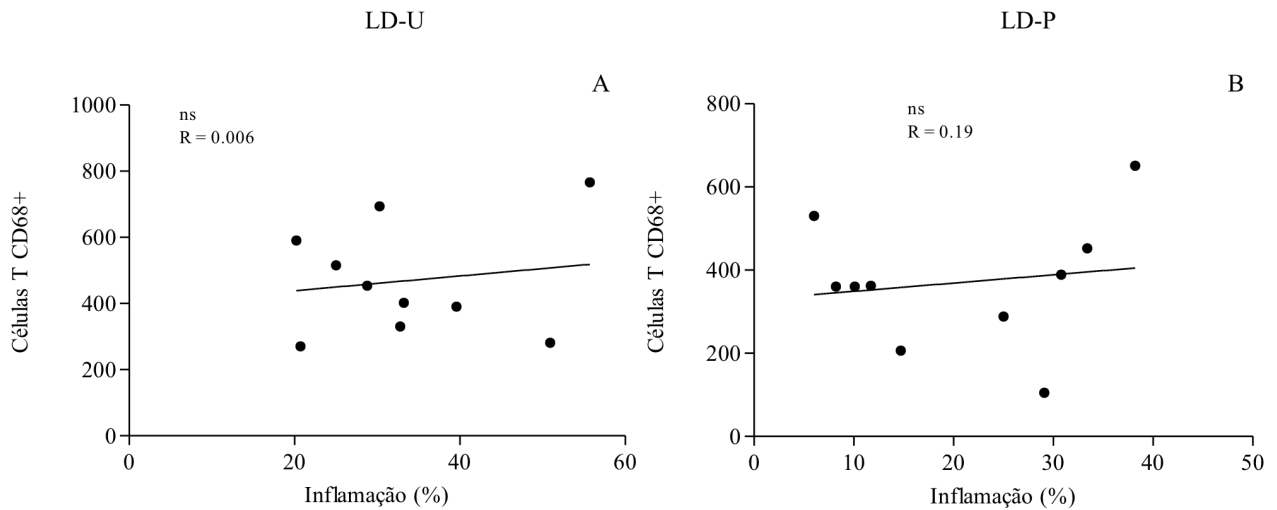 LD-U
A
ns
R = 0.006
1000
800
600
400
200
0
Células T CD68+
0 20 40 60
Inflamação (%)
LD-P
B
ns
R = 0.19
800
600
400
200
0
Células T CD68+
0 10 20 30 40 50
Inflamação (%)